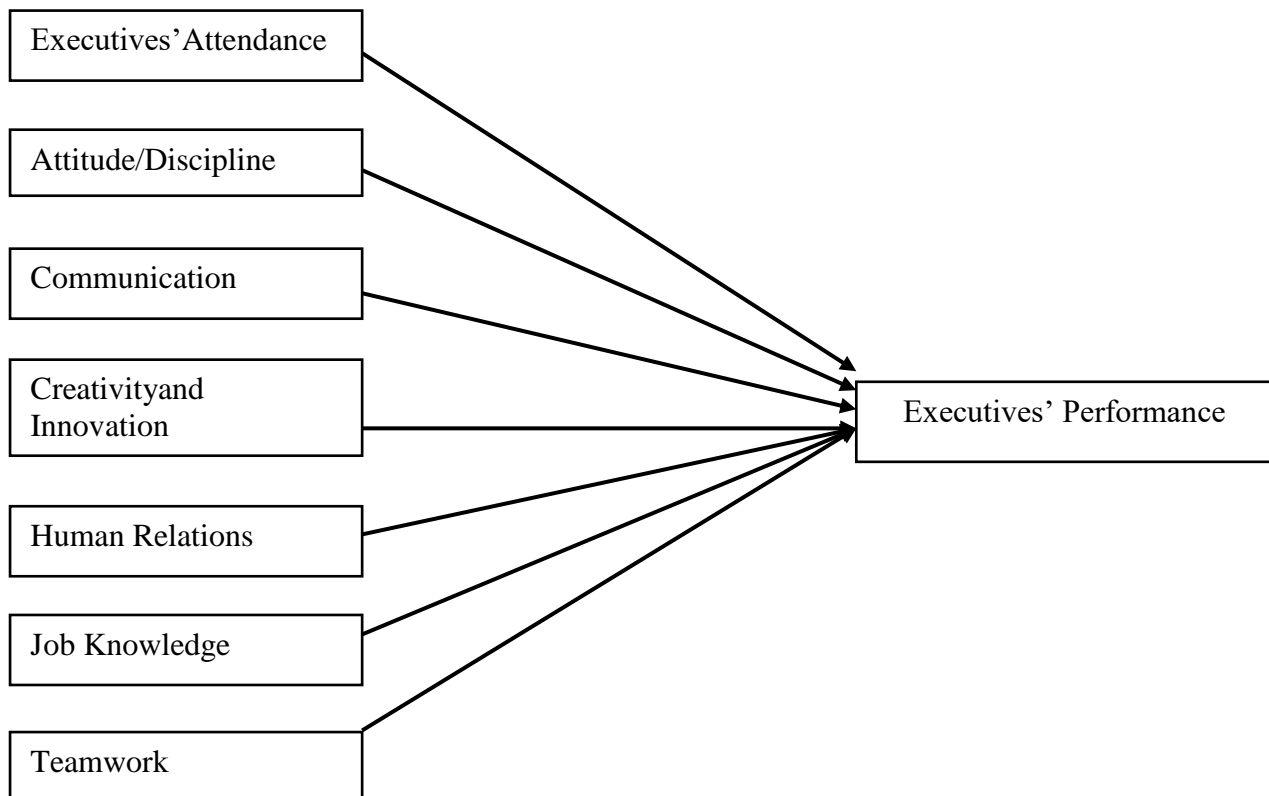 Executives’Attendance
Attitude/Discipline
Communication
Creativityand
Innovation
Executives’ Performance
Human Relations
Job Knowledge
Teamwork